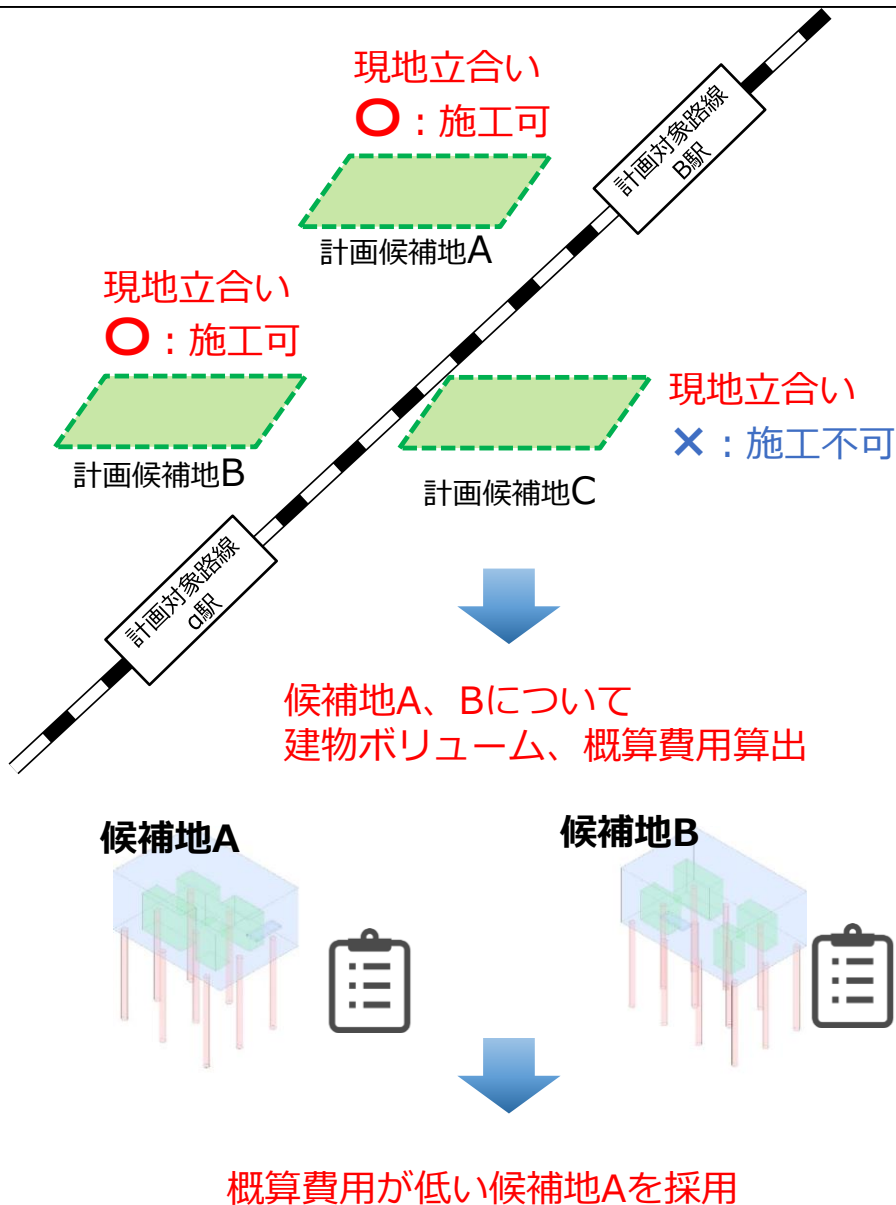 現地立合い
〇：施工可
計画対象路線
B駅
計画候補地A
現地立合い
〇：施工可
計画候補地B
現地立合い
×：施工不可
計画候補地C
計画対象路線
α駅
候補地A、Bについて
建物ボリューム、概算費用算出
候補地A
候補地B
概算費用が低い候補地Aを採用